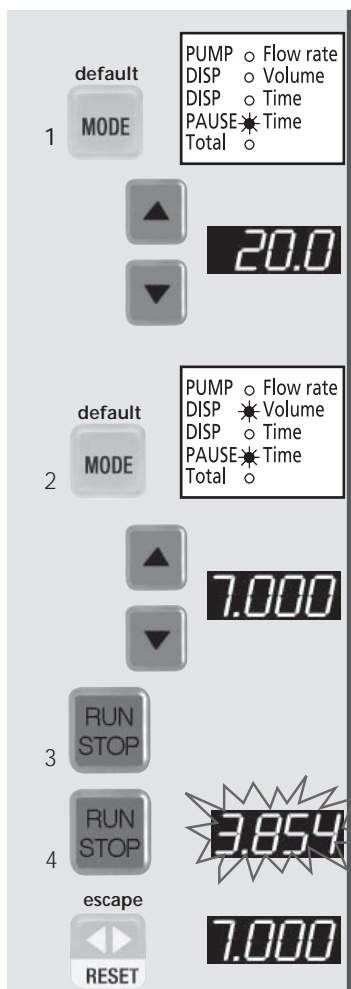 PUMP Flow rate
default DISP Volume
DISP Time
1 MODE PAUSE Time
Total
20.0
PUMP Flow rate
default DISP Volume
DISP Time
2 MODE PAUSE Time
Total
7.000
RUN
3 STOP
RUN
4 STOP 3.854
escape
7.000
RESET